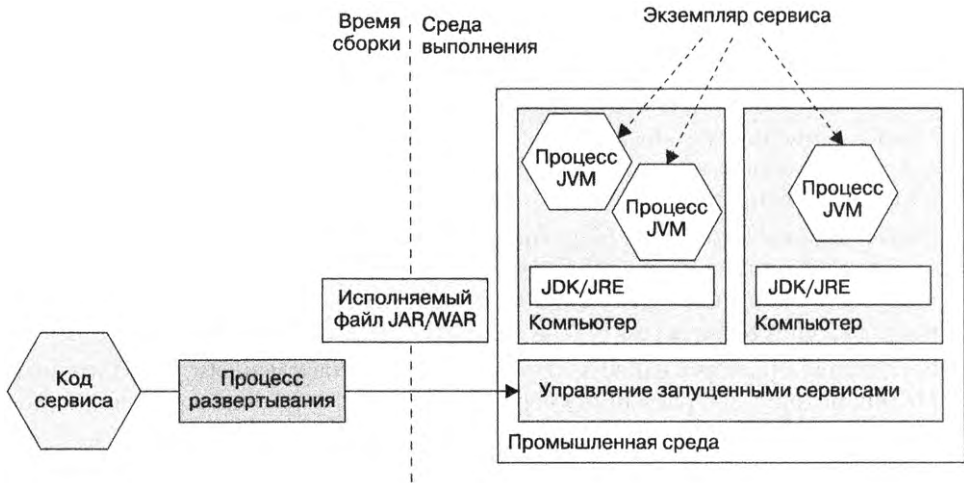 Время
сборки
Среда
выполнения
Экземпляр сервиса
Процесс
JVM
Процесс
JVM
Процесс
JVM
JDK/JRE
JDK/JRE
Компьютер
Компьютер
Исполняемый
файл JAR/WAR
Код
сервиса
Процесс
развертывания
Управление запущенными сервисами
Промышленная среда